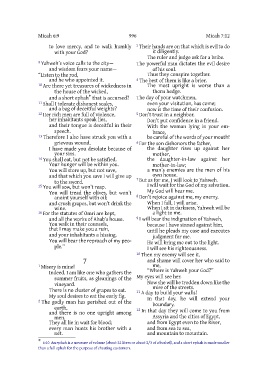 Micah 6:9
996
Micah 7:12
to love mercy, and to walk humbly
with your God?
9 Yahweh's voice calls to the city—
and wisdom fears your name—
"Listen to the rod,
and he who appointed it.
10 Are there yet treasures of wickedness in
the house of the wicked,
and a short ephah* that is accursed?
11 Shall I tolerate dishonest scales,
and a bag of deceitful weights?
12 Her rich men are full of violence,
her inhabitants speak lies,
and their tongue is deceitful in their
speech.
13 Therefore I also have struck you with a
grievous wound.
I have made you desolate because of
your sins.
14 You shall eat, but not be satisfied.
Your hunger will be within you.
You will store up, but not save,
and that which you save I will give up
to the sword.
15 You will sow, but won't reap.
You will tread the olives, but won't
anoint yourself with oil;
and crush grapes, but won't drink the
wine.
16 For the statutes of Omri are kept,
and all the works of Ahab's house.
You walk in their counsels,
that I may make you a ruin,
and your inhabitants a hissing.
You will bear the reproach of my peo-
ple."
7
1 Misery is mine!
Indeed, I am like one who gathers the
summer fruits, as gleanings of the
vineyard.
There is no cluster of grapes to eat.
My soul desires to eat the early fig.
2 The godly man has perished out of the
earth,
and there is no one upright among
men.
They all lie in wait for blood;
every man hunts his brother with a
net.
3 Their hands are on that which is evil to do
it diligently.
The ruler and judge ask for a bribe.
The powerful man dictates the evil desire
of his soul.
Thus they conspire together.
4 The best of them is like a brier.
The most upright is worse than a
thorn hedge.
The day of your watchmen,
even your visitation, has come;
now is the time of their confusion.
5 Don't trust in a neighbor.
Don't put confidence in a friend.
With the woman lying in your em-
brace,
be careful of the words of your mouth!
6 For the son dishonors the father,
the daughter rises up against her
mother,
the daughter-in-law against her
mother-in-law;
a man's enemies are the men of his
own house.
7 But as for me, I will look to Yahweh.
I will wait for the God of my salvation.
My God will hear me.
8 Don't rejoice against me, my enemy.
When I fall, I will arise.
When I sit in darkness, Yahweh will be
a light to me.
9 I will bear the indignation of Yahweh,
because I have sinned against him,
until he pleads my case and executes
judgment for me.
He will bring me out to the light.
I will see his righteousness.
10 Then my enemy will see it,
and shame will cover her who said to
me,
"Where is Yahweh your God?"
My eyes will see her.
Now she will be trodden down like the
mire of the streets.
11 A day to build your walls!
In that day, he will extend your
boundary.
12 In that day they will come to you from
Assyria and the cities of Egypt,
and from Egypt even to the River,
and from sea to sea,
and mountain to mountain.
* 6:10 An ephah is a measure of volume (about 22 liters or about 2/3 of a bushel), and a short ephah is made smaller
than a full ephah for the purpose of cheating customers.